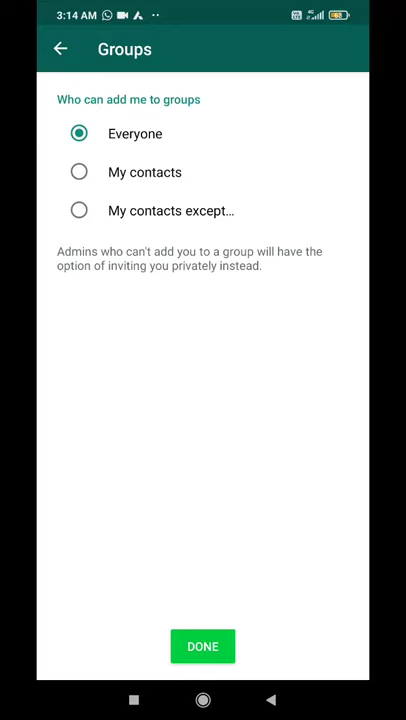 3:14 AM
Groups
Who can add me to groups
Everyone
My contacts
My contacts except...
Admins who can't add you to a group will have the
option of inviting you privately instead.
DONE